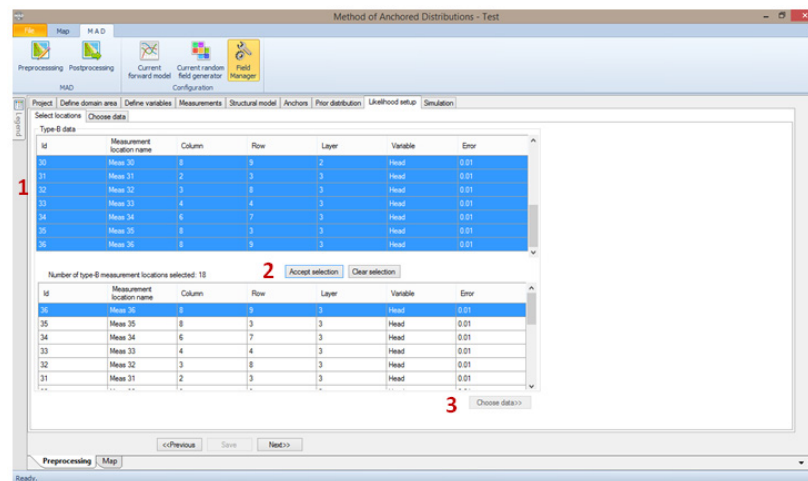 Method of Anchored Distributions - Test
File Map MAD
Preprocessing Postprocessing Current forward model Current random field generator Field Manager
MAD Configuration
Project Define domain area Define variables Measurements Structural model Anchors Prior distribution Likelihood setup Simulation
Legend
Select locations Choose data
Type-B data
Id Measurement location name Column Row Layer Variable Error
30 Meas 30 8 9 2 Head 0.01
31 Meas 31 2 3 3 Head 0.01
1
32 Meas 32 3 8 3 Head 0.01
33 Meas 33 4 4 3 Head 0.01
34 Meas 34 6 7 3 Head 0.01
35 Meas 35 8 3 3 Head 0.01
36 Meas 36 8 9 3 Head 0.01
Number of type-B measurement locations selected: 18 2 Accept selection Clear selection
Id Measurement location name Column Row Layer Variable Error
36 Meas 36 8 9 3 Head 0.01
35 Meas 35 8 3 3 Head 0.01
34 Meas 34 6 7 3 Head 0.01
33 Meas 33 4 4 3 Head 0.01
32 Meas 32 3 8 3 Head 0.01
31 Meas 31 2 3 3 Head 0.01
3 Choose data>>
<<Previous Save Next>>
Preprocessing Map
Ready.